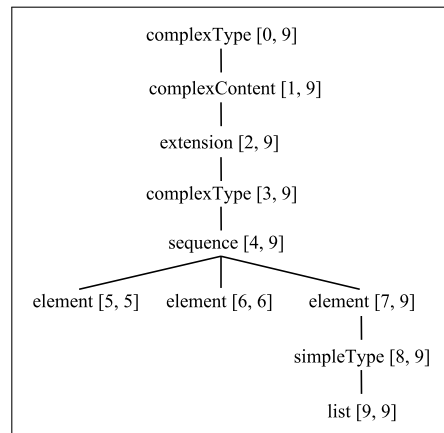 complexType [0, 9]
complexContent [1, 9]
extension [2, 9]
complexType [3, 9]
sequence [4, 9]
element [5, 5] element [6, 6] element [7, 9]
simpleType [8, 9]
list [9, 9]